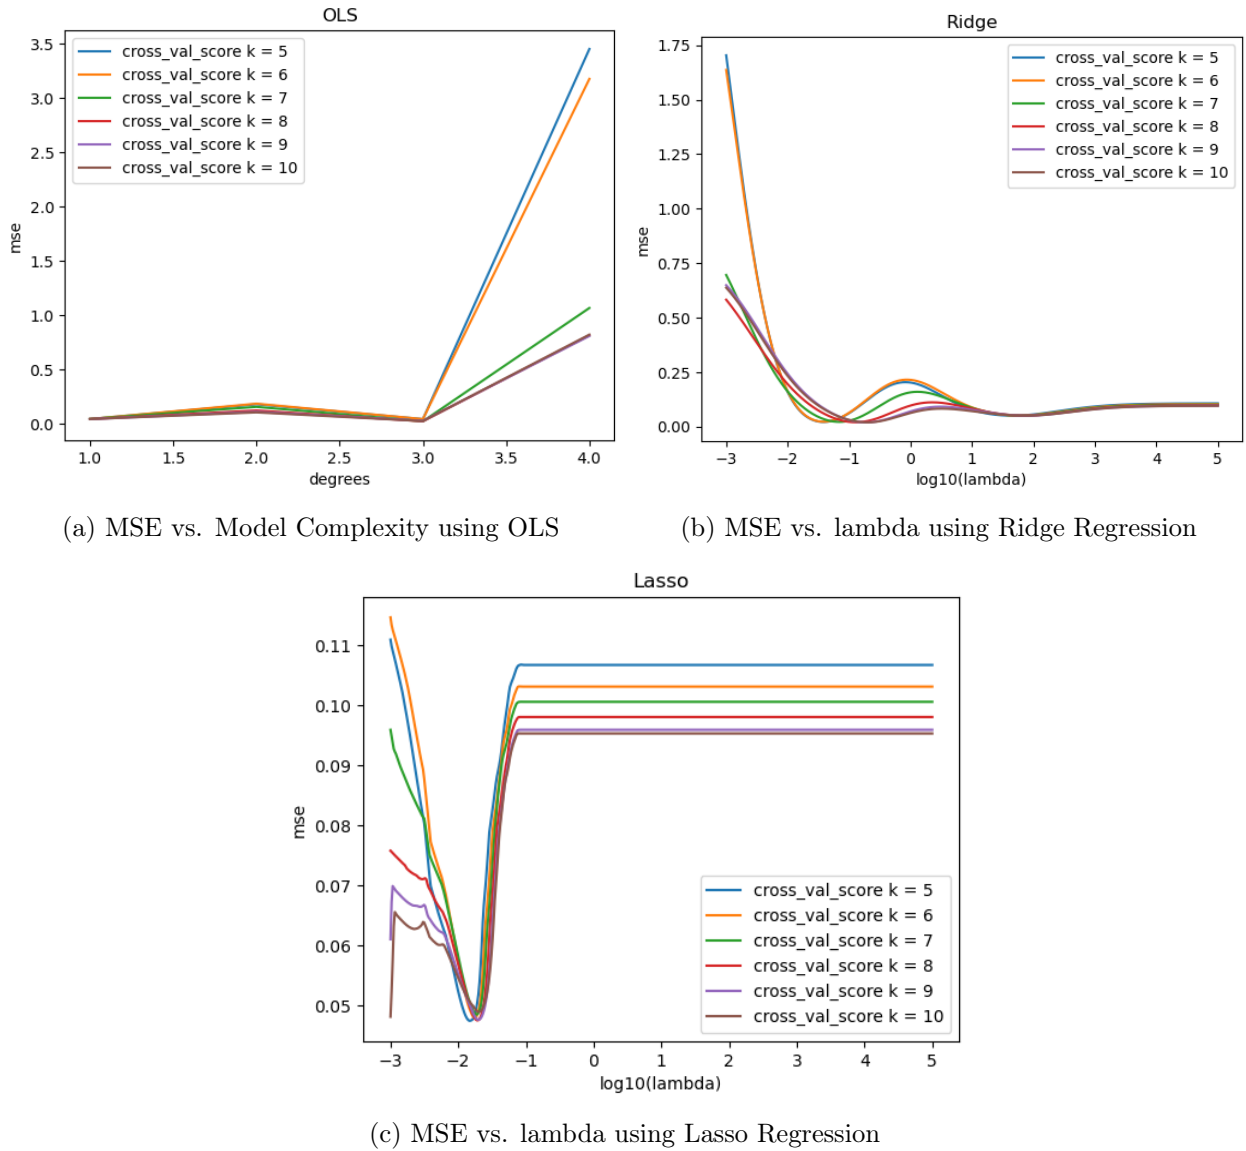 OLS
3.5
3.0
2.5
2.0
1.5
1.0
0.5
0.0
mse
cross_val_score k = 5
cross_val_score k = 6
cross_val_score k = 7
cross_val_score k = 8
cross_val_score k = 9
cross_val_score k = 10
1.0 1.5 2.0 2.5 3.0 3.5 4.0
degrees
(a) MSE vs. Model Complexity using OLS
Ridge
1.75
1.50
1.25
1.00
0.75
0.50
0.25
0.00
mse
cross_val_score k = 5
cross_val_score k = 6
cross_val_score k = 7
cross_val_score k = 8
cross_val_score k = 9
cross_val_score k = 10
−3 −2 −1 0 1 2 3 4 5
log10(lambda)
(b) MSE vs. lambda using Ridge Regression
Lasso
0.11
0.10
0.09
0.08
0.07
0.06
0.05
mse
cross_val_score k = 5
cross_val_score k = 6
cross_val_score k = 7
cross_val_score k = 8
cross_val_score k = 9
cross_val_score k = 10
−3 −2 −1 0 1 2 3 4 5
log10(lambda)
(c) MSE vs. lambda using Lasso Regression